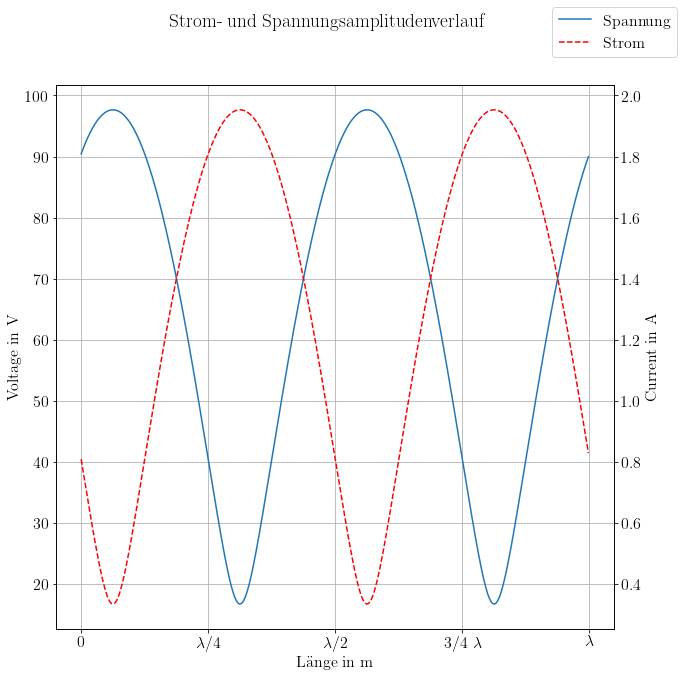 Strom- und Spannungsamplitudenverlauf
Spannung
Strom
100
90
80
70
60
50
40
30
20
Voltage in V
2.0
1.8
1.6
1.4
1.2
1.0
0.8
0.6
0.4
Current in A
0
λ/4
λ/2
3/4 λ
λ
Länge in m